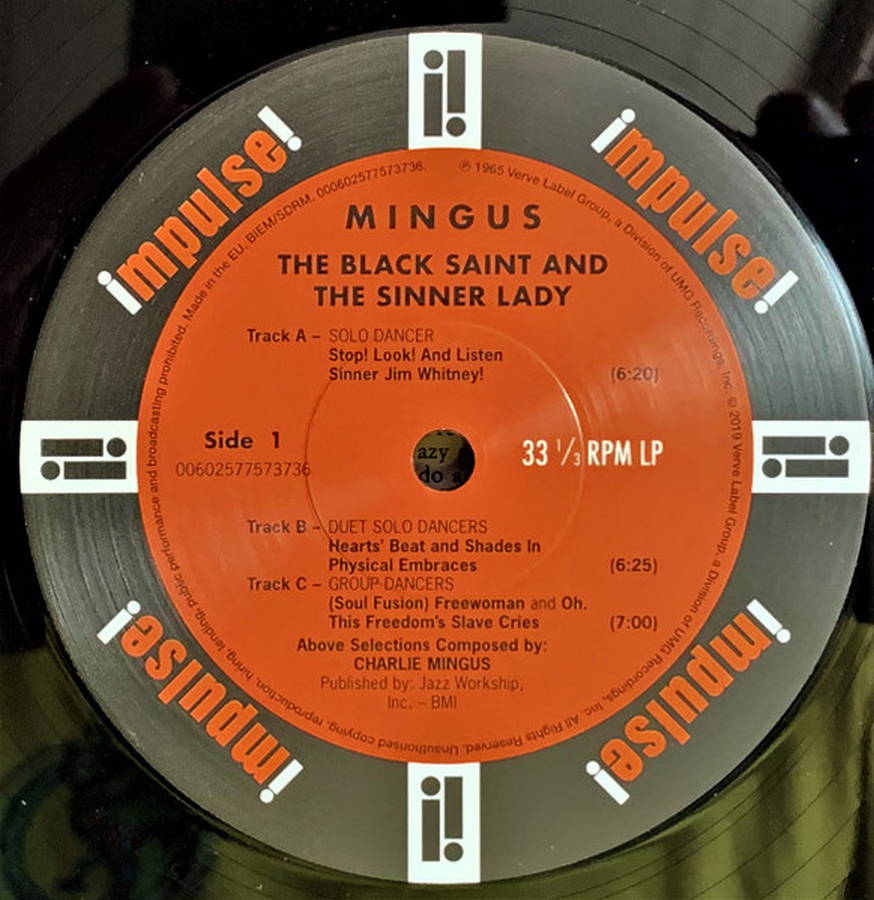 MINGUS
THE BLACK SAINT AND
THE SINNER LADY
Track A – SOLO DANCER
Stop! Look! And Listen
Sinner Jim Whitney! (6:20)
Side 1
00602577573736
33 1/3 RPM LP
azy
do a
Track B – DUET SOLO DANCERS
Hearts' Beat and Shades In
Physical Embraces (6:25)
Track C – GROUP DANCERS
(Soul Fusion) Freewoman and Oh.
This Freedom's Slave Cries (7:00)
Above Selections Composed by:
CHARLIE MINGUS
Published by: Jazz Workship,
Inc. – BMI
℗ 1965 Verve Label Group, a Division of UMG Recordings, Inc. © 2019 Verve Label Group, a Division of UMG Recordings, Inc. All Rights Reserved. Unauthorised copying, reproduction, hiring, lending, public performance and broadcasting prohibited. Made in the EU. BIEM/SDRM. 000602577573736.
impulse!
impulse!
impulse!
impulse!